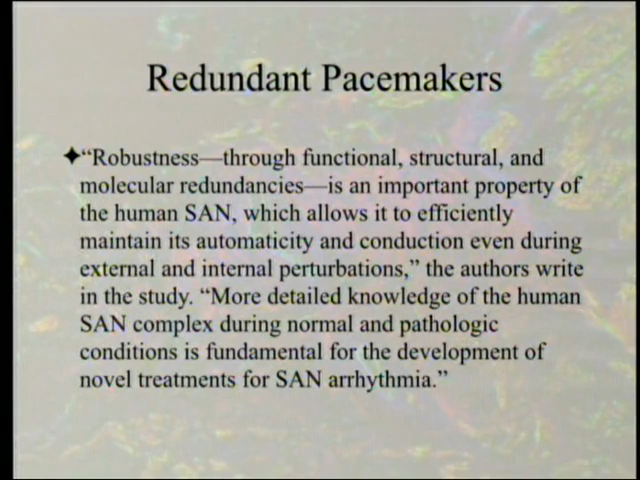 Redundant Pacemakers
✦“Robustness—through functional, structural, and
molecular redundancies—is an important property of
the human SAN, which allows it to efficiently
maintain its automaticity and conduction even during
external and internal perturbations,” the authors write
in the study. “More detailed knowledge of the human
SAN complex during normal and pathologic
conditions is fundamental for the development of
novel treatments for SAN arrhythmia.”